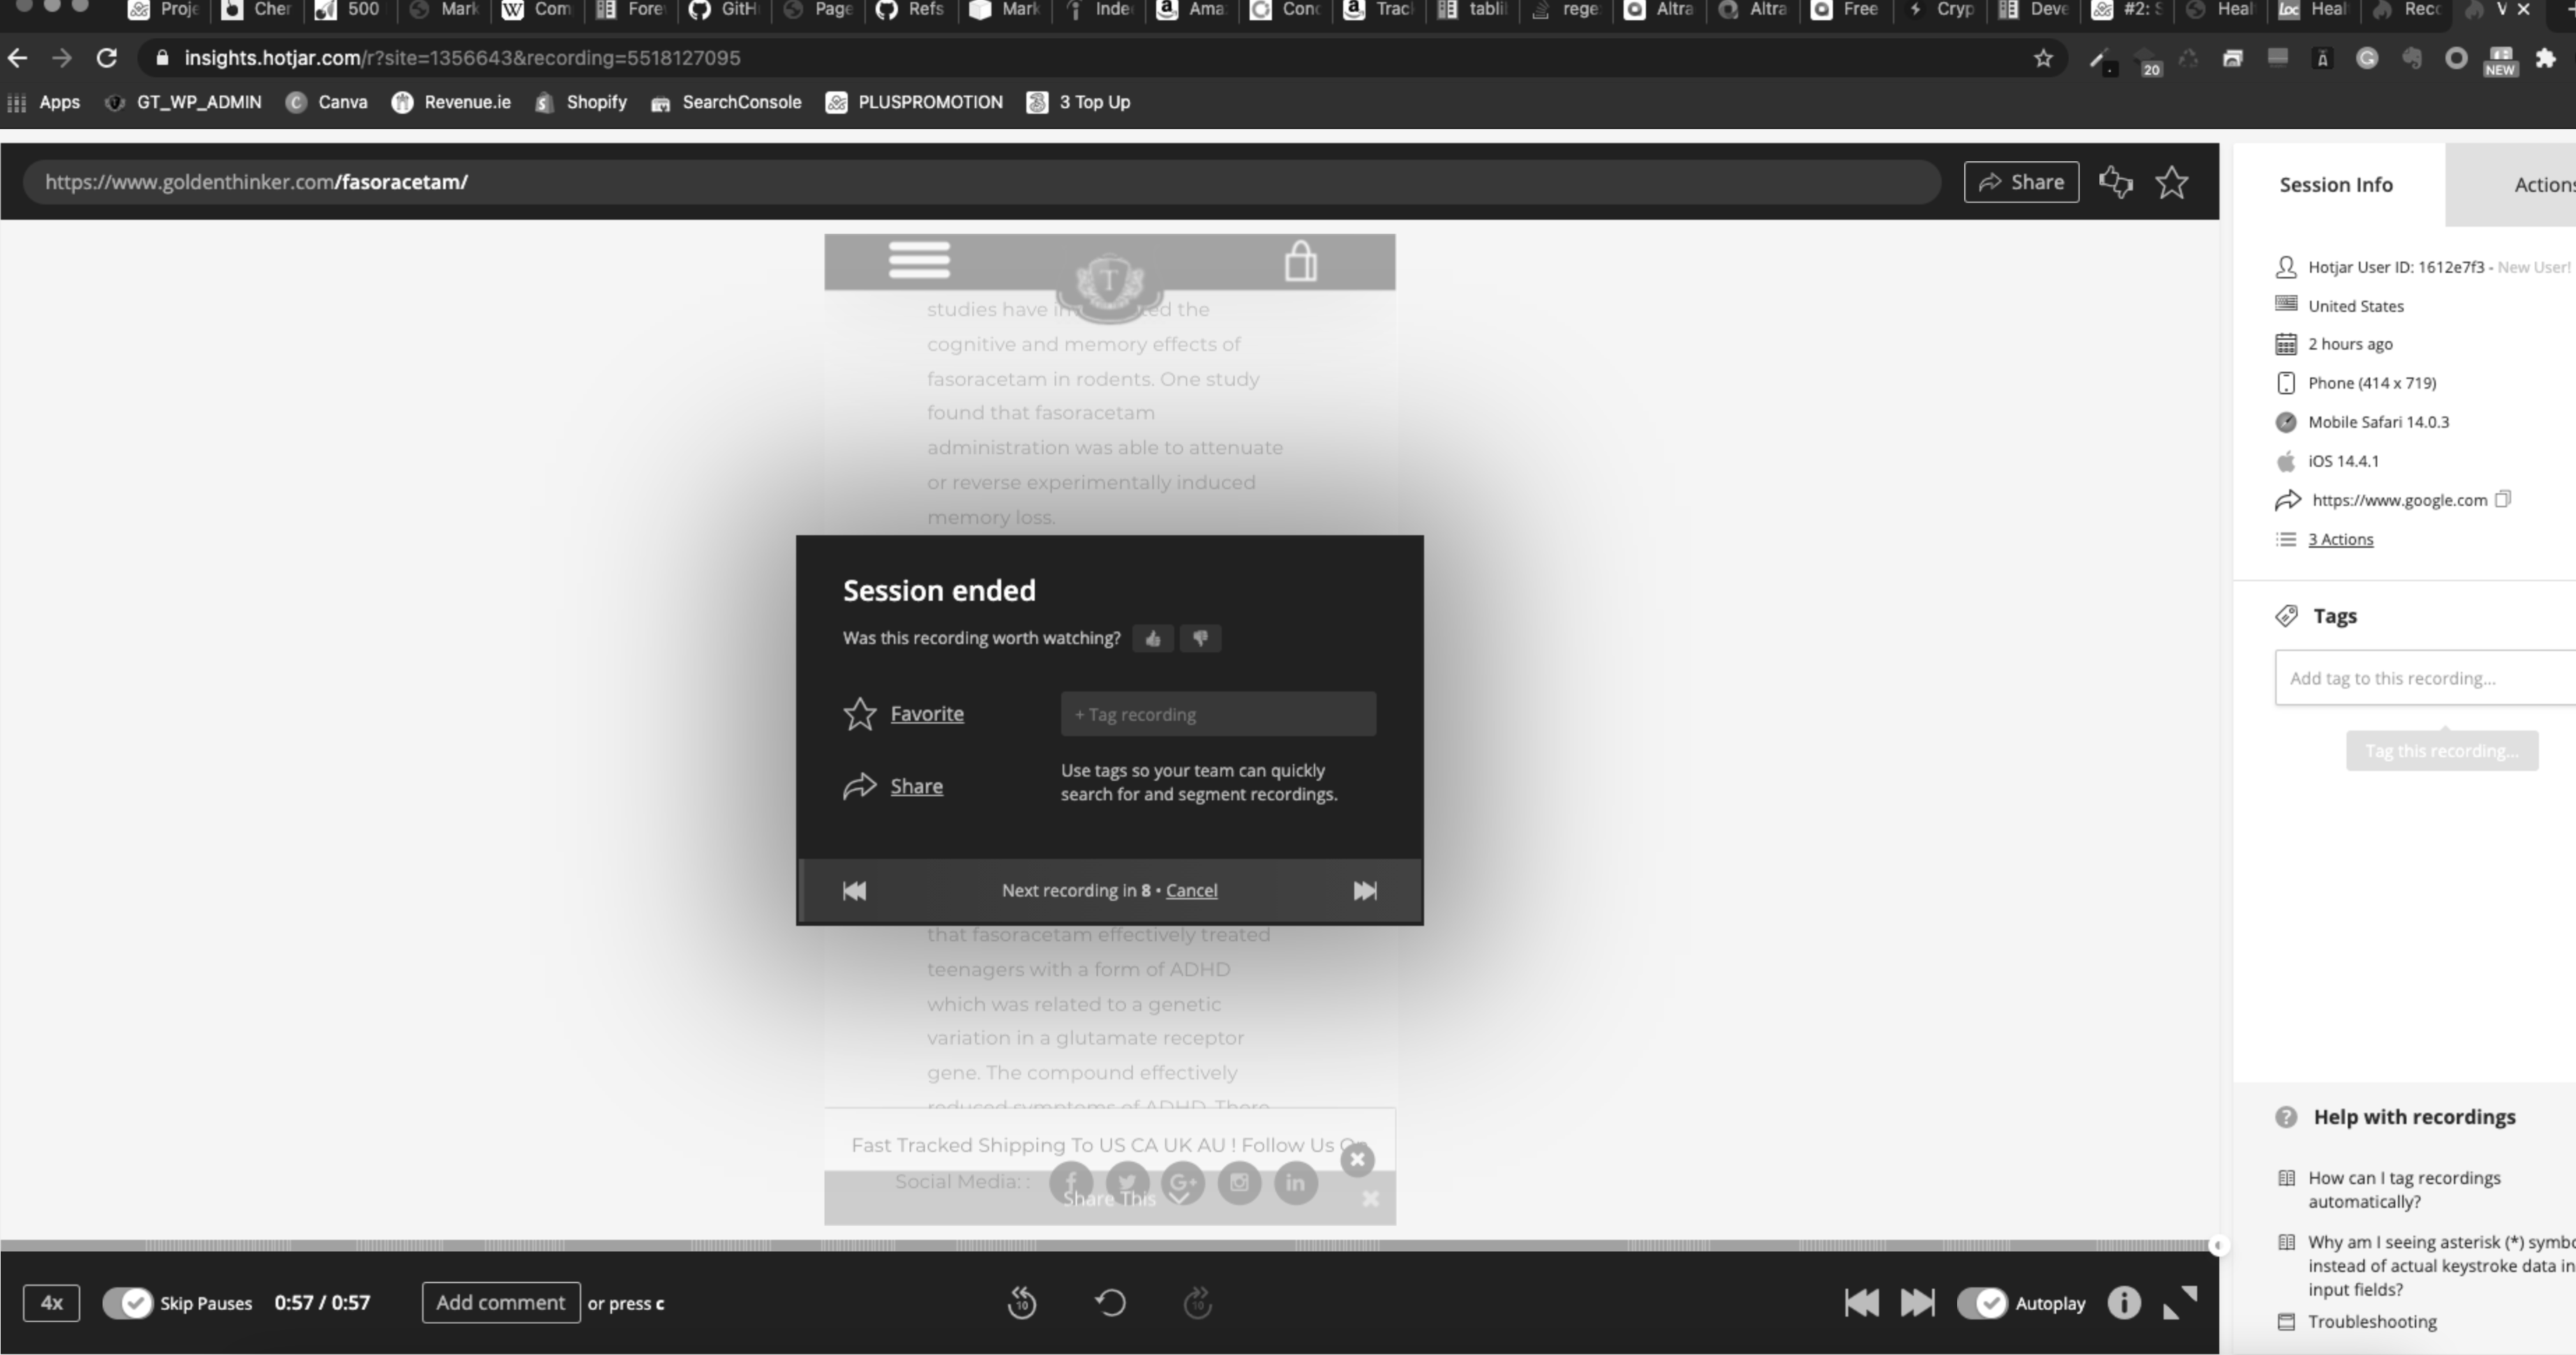 Proje
Cher
500
Mark
Com
Fore
GitH
Page
Refs
Mark
Inde
Ama
Conc
Track
tabli
rege
Altra
Altra
Free
Cryp
Deve
#2: S
Heal
Heal
Reco
V
insights.hotjar.com/r?site=1356643&recording=5518127095
20
NEW
Apps
GT_WP_ADMIN
Canva
Revenue.ie
Shopify
SearchConsole
PLUSPROMOTION
3 Top Up
https://www.goldenthinker.com/fasoracetam/
Share
T
studies have in ed the
cognitive and memory effects of
fasoracetam in rodents. One study
found that fasoracetam
administration was able to attenuate
or reverse experimentally induced
memory loss.
Session ended
Was this recording worth watching?
Favorite
+ Tag recording
Share
Use tags so your team can quickly
search for and segment recordings.
Next recording in 8 • Cancel
that fasoracetam effectively treated
teenagers with a form of ADHD
which was related to a genetic
variation in a glutamate receptor
gene. The compound effectively
reduced symptoms of ADHD. There
Fast Tracked Shipping To US CA UK AU ! Follow Us On
Social Media: :
Share This
4x
Skip Pauses
0:57 / 0:57
Add comment
or press c
10
10
Autoplay
Session Info
Actions
Hotjar User ID: 1612e7f3 - New User!
United States
2 hours ago
Phone (414 x 719)
Mobile Safari 14.0.3
iOS 14.4.1
https://www.google.com
3 Actions
Tags
Add tag to this recording...
Tag this recording...
Help with recordings
How can I tag recordings
automatically?
Why am I seeing asterisk (*) symbo
instead of actual keystroke data in
input fields?
Troubleshooting